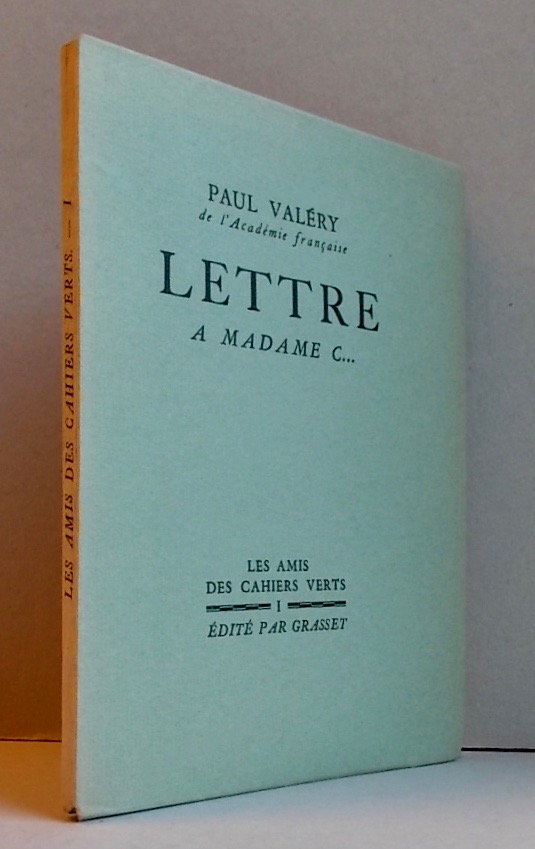 LES AMIS DES CAHIERS VERTS. — I
PAUL VALÉRY
de l'Académie française
LETTRE
A MADAME C...
LES AMIS
DES CAHIERS VERTS
I
ÉDITÉ PAR GRASSET